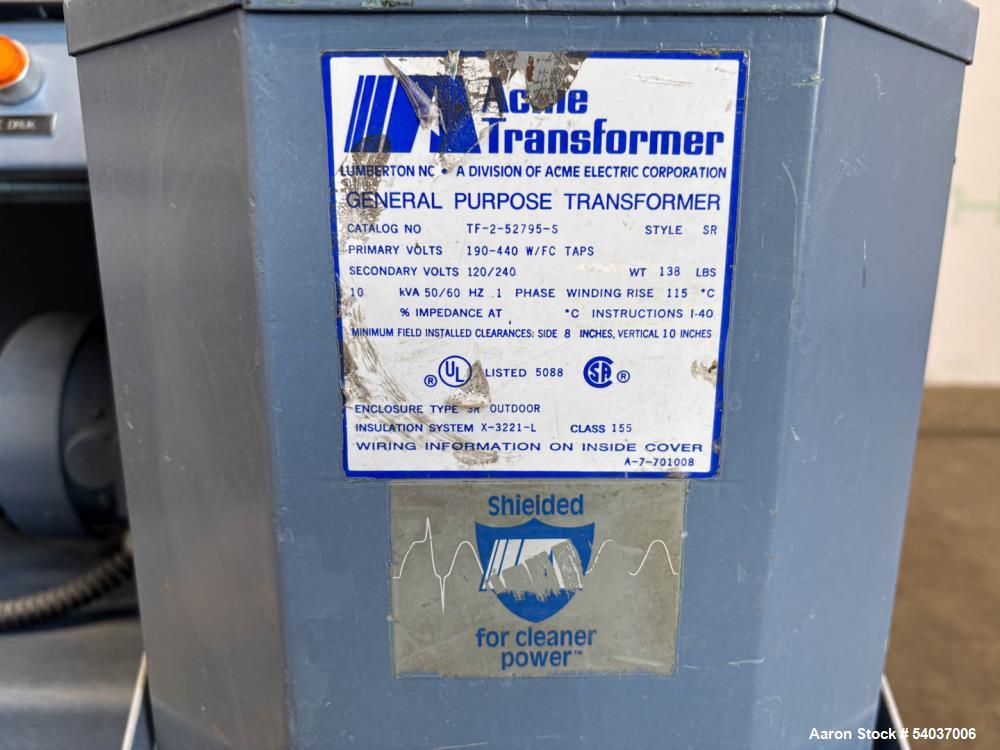 Acme
Transformer
LUMBERTON NC • A DIVISION OF ACME ELECTRIC CORPORATION
GENERAL PURPOSE TRANSFORMER
CATALOG NO TF-2-52795-S STYLE SR
PRIMARY VOLTS 190-440 W/FC TAPS
SECONDARY VOLTS 120/240 WT 138 LBS
10 kVA 50/60 HZ .1 PHASE WINDING RISE 115 °C
% IMPEDANCE AT °C INSTRUCTIONS I-40
MINIMUM FIELD INSTALLED CLEARANCES: SIDE 8 INCHES, VERTICAL 10 INCHES
® UL LISTED 5088 SA ®
ENCLOSURE TYPE 3R OUTDOOR
INSULATION SYSTEM X-3221-L CLASS 155
WIRING INFORMATION ON INSIDE COVER
A-7-701008
Shielded
for cleaner
power™
Aaron Stock # 54037006